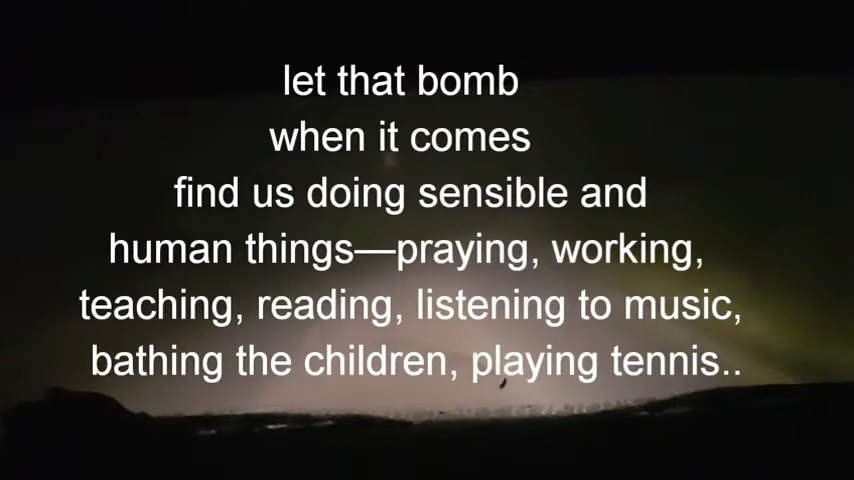 let that bomb
when it comes
find us doing sensible and
human things—praying, working,
teaching, reading, listening to music,
bathing the children, playing tennis..